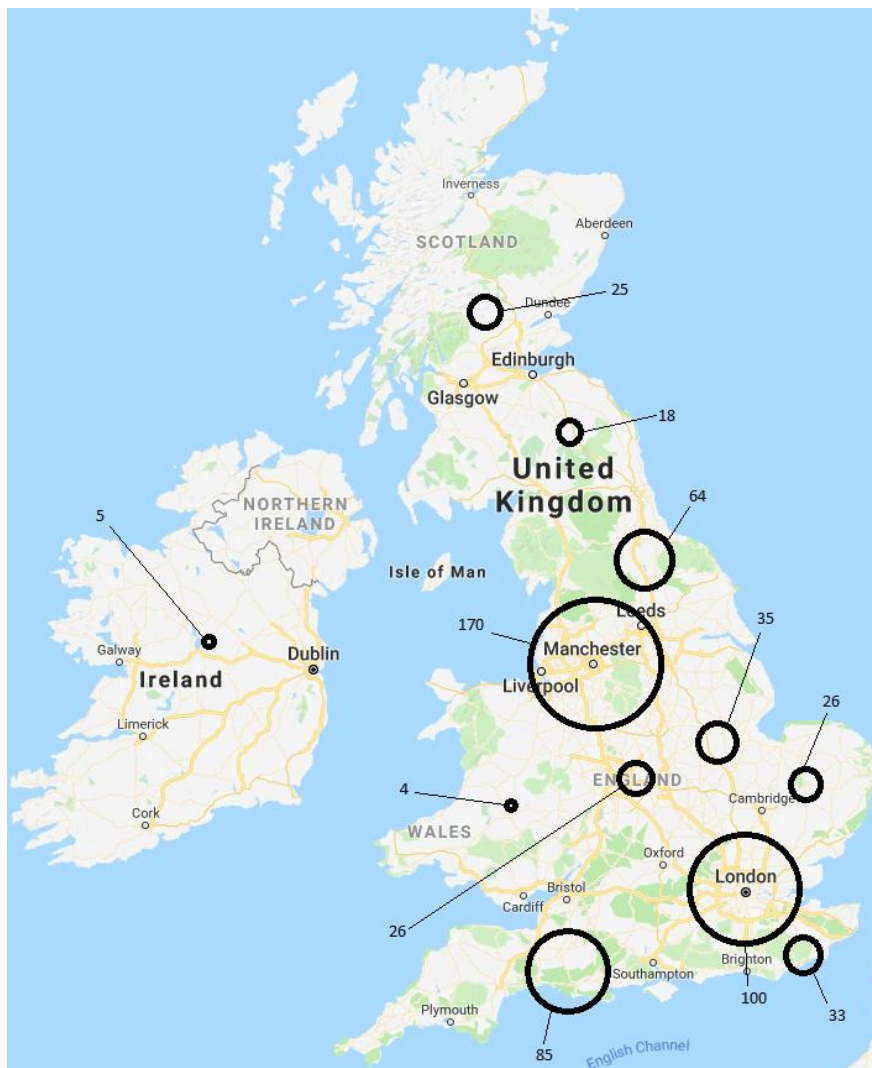 Inverness
Aberdeen
SCOTLAND
25
Dundee
Edinburgh
Glasgow
18
United
Kingdom
64
NORTHERN
IRELAND
5
Isle of Man
Leeds
170
35
Galway
Dublin
Manchester
Ireland
Liverpool
26
Limerick
4
ENGLAND
Cambridge
Cork
WALES
Oxford
London
Bristol
Cardiff
26
Brighton
Southampton
100
33
Plymouth
85
English Channel